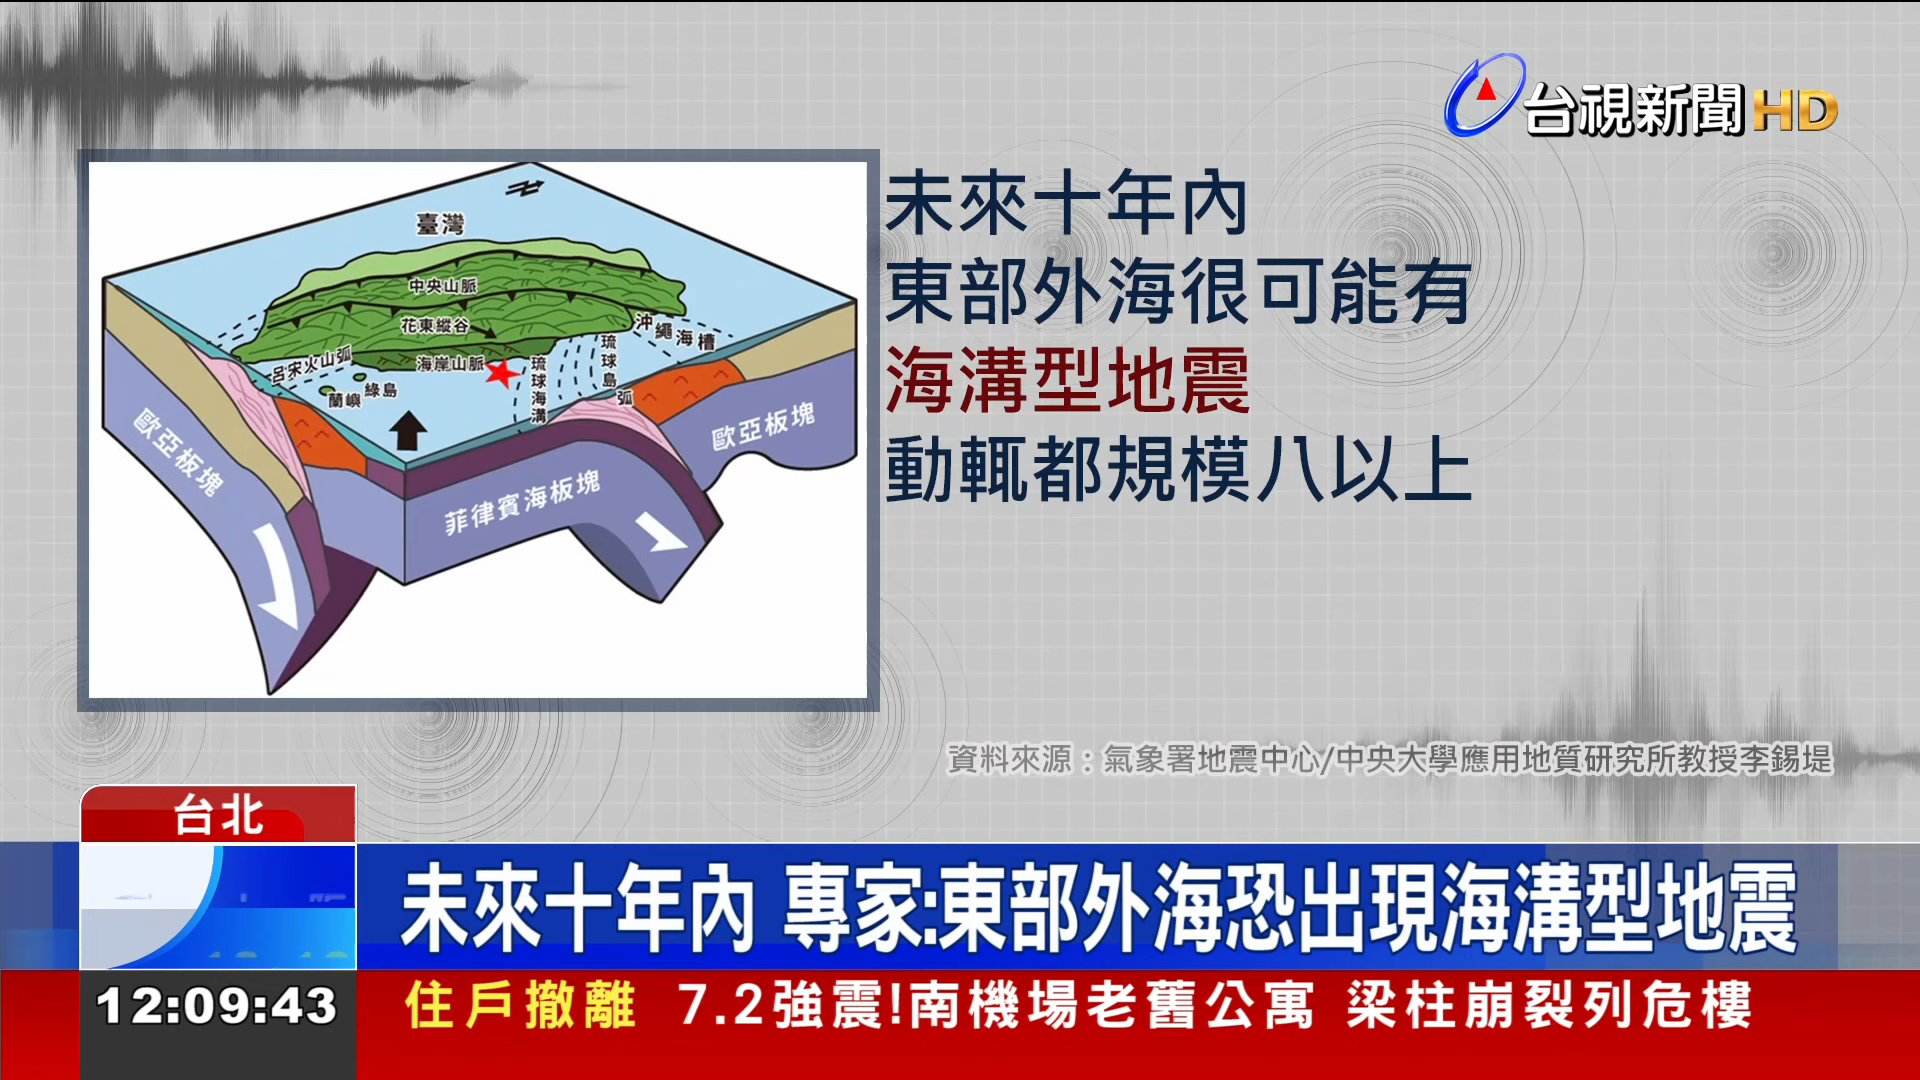 台視新聞HD
未來十年內
東部外海很可能有
海溝型地震
動輒都規模八以上
臺灣
中央山脈
花東縱谷
海岸山脈
呂宋火山弧
蘭嶼
綠島
琉球海溝
琉球島弧
沖繩海槽
歐亞板塊
菲律賓海板塊
歐亞板塊
資料來源：氣象署地震中心/中央大學應用地質研究所教授李錫堤
台北
未來十年內 專家:東部外海恐出現海溝型地震
12:09:43
住戶撤離 7.2強震!南機場老舊公寓 梁柱崩裂列危樓